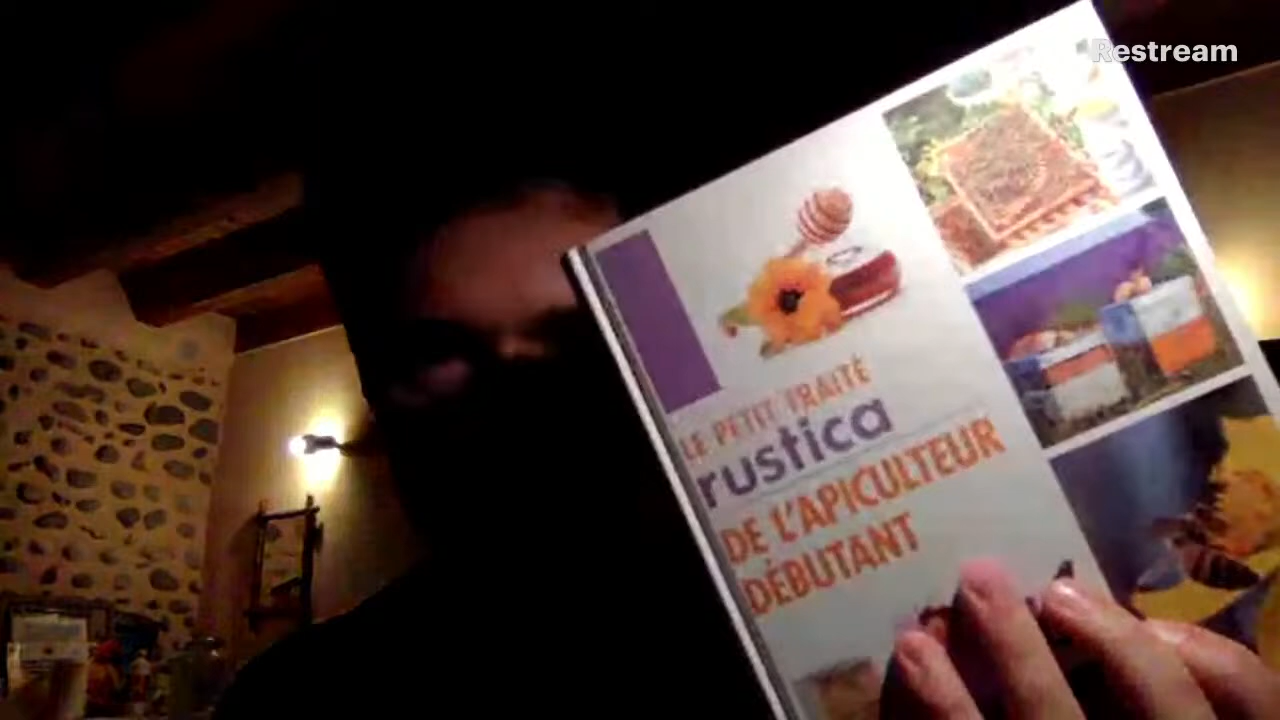 Restream
LE PETIT TRAITÉ
rustica
DE L'APICULTEUR
DÉBUTANT